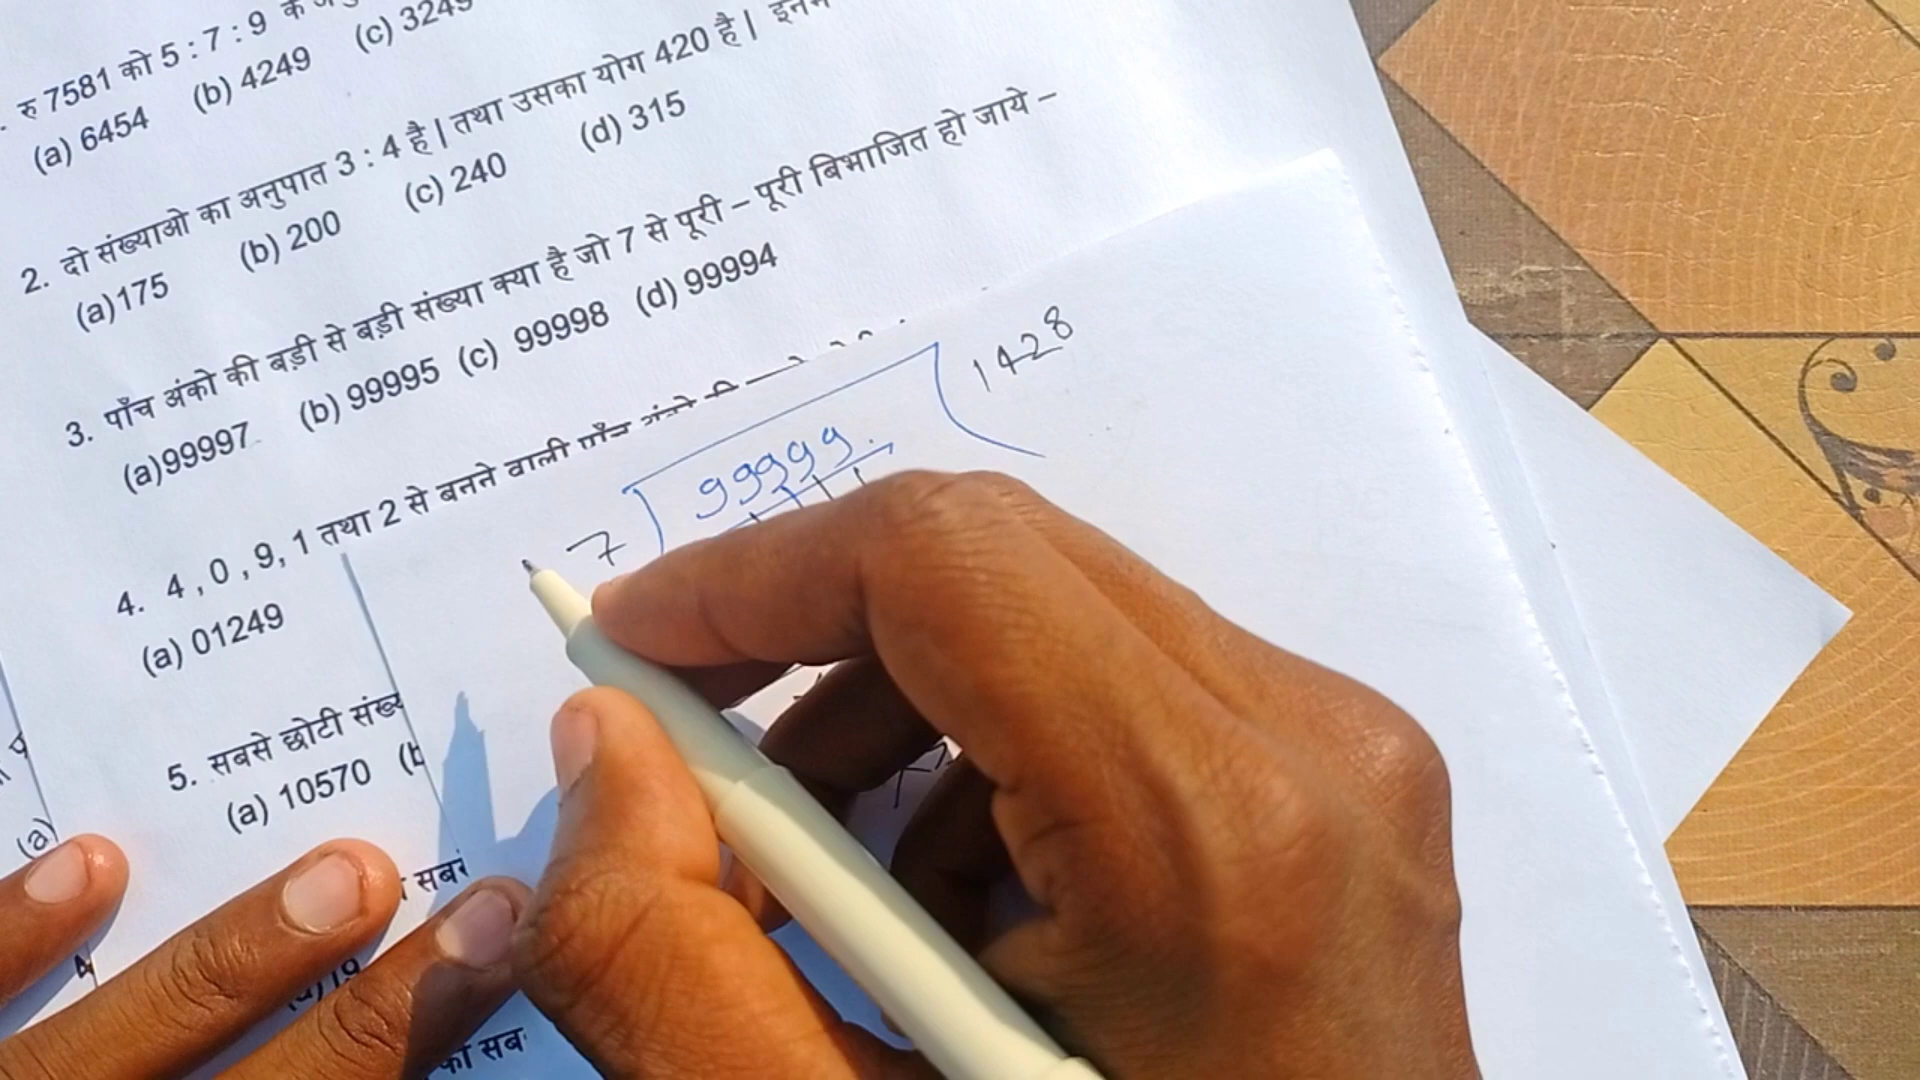 रु 7581 को 5 : 7 : 9 के
(a) 6454 (b) 4249 (c) 3249
2. दो संख्याओ का अनुपात 3 : 4 है | तथा उसका योग 420 है |
(a)175 (b) 200 (c) 240 (d) 315
3. पाँच अंको की बड़ी से बड़ी संख्या क्या है जो 7 से पूरी – पूरी बिभाजित हो जाये –
(a)99997 (b) 99995 (c) 99998 (d) 99994
4. 4 , 0 , 9, 1 तथा 2 से बनने वाली पाँच
(a) 01249
7 99999 1428
5. सबसे छोटी
(a) 10570 (b
(a)
का सब